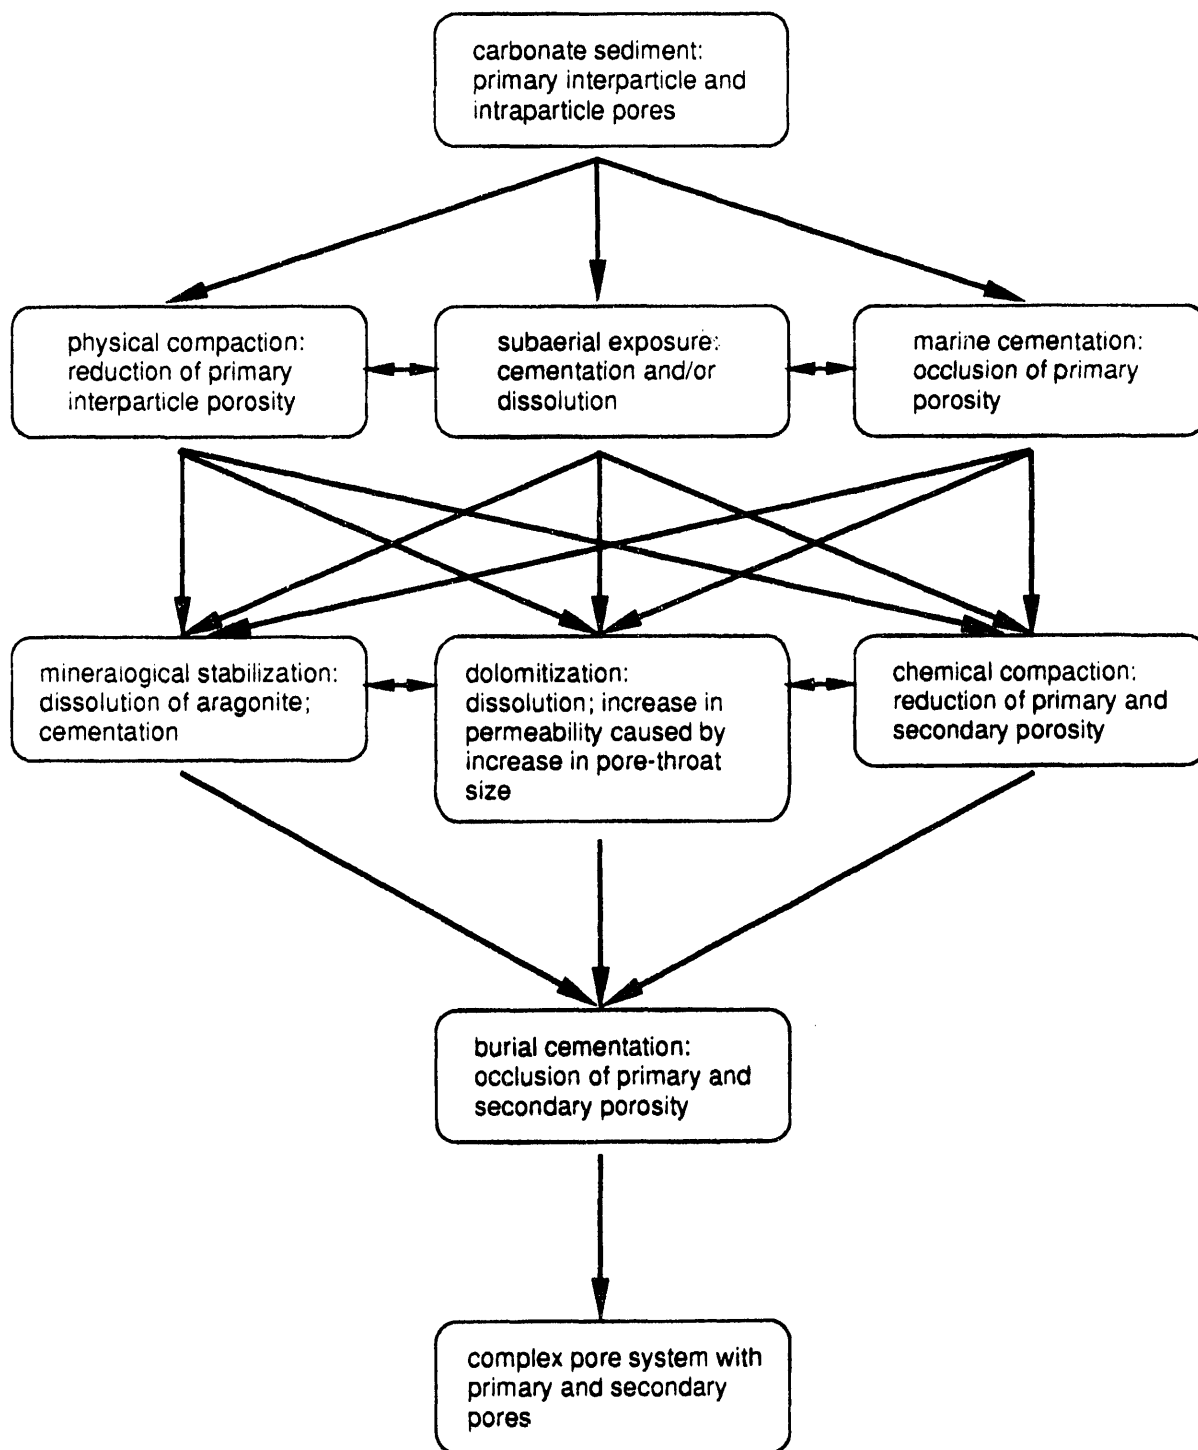 carbonate sediment:
primary interparticle and
intraparticle pores
physical compaction:
reduction of primary
interparticle porosity
subaerial exposure:
cementation and/or
dissolution
marine cementation:
occlusion of primary
porosity
mineralogical stabilization:
dissolution of aragonite;
cementation
dolomitization:
dissolution; increase in
permeability caused by
increase in pore-throat
size
chemical compaction:
reduction of primary and
secondary porosity
burial cementation:
occlusion of primary and
secondary porosity
complex pore system with
primary and secondary
pores